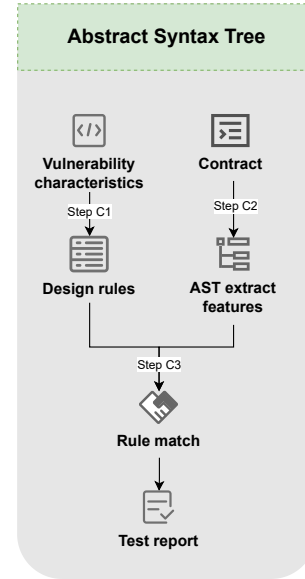 Abstract Syntax Tree
Vulnerability
characteristics
Contract
Step C1
Step C2
Design rules
AST extract
features
Step C3
Rule match
Test report